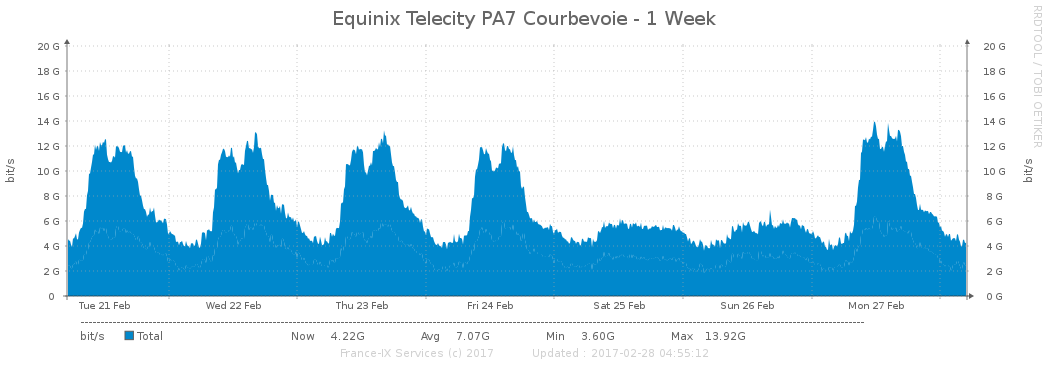 Equinix Telecity PA7 Courbevoie - 1 Week
RRDTOOL / TOBI OETIKER
bit/s
bit/s
20 G 20 G
18 G 18 G
16 G 16 G
14 G 14 G
12 G 12 G
10 G 10 G
8 G 8 G
6 G 6 G
4 G 4 G
2 G 2 G
0 0 G
Tue 21 Feb Wed 22 Feb Thu 23 Feb Fri 24 Feb Sat 25 Feb Sun 26 Feb Mon 27 Feb
bit/s Total Now 4.22G Avg 7.07G Min 3.60G Max 13.92G
France-IX Services (c) 2017 Updated : 2017-02-28 04:55:12